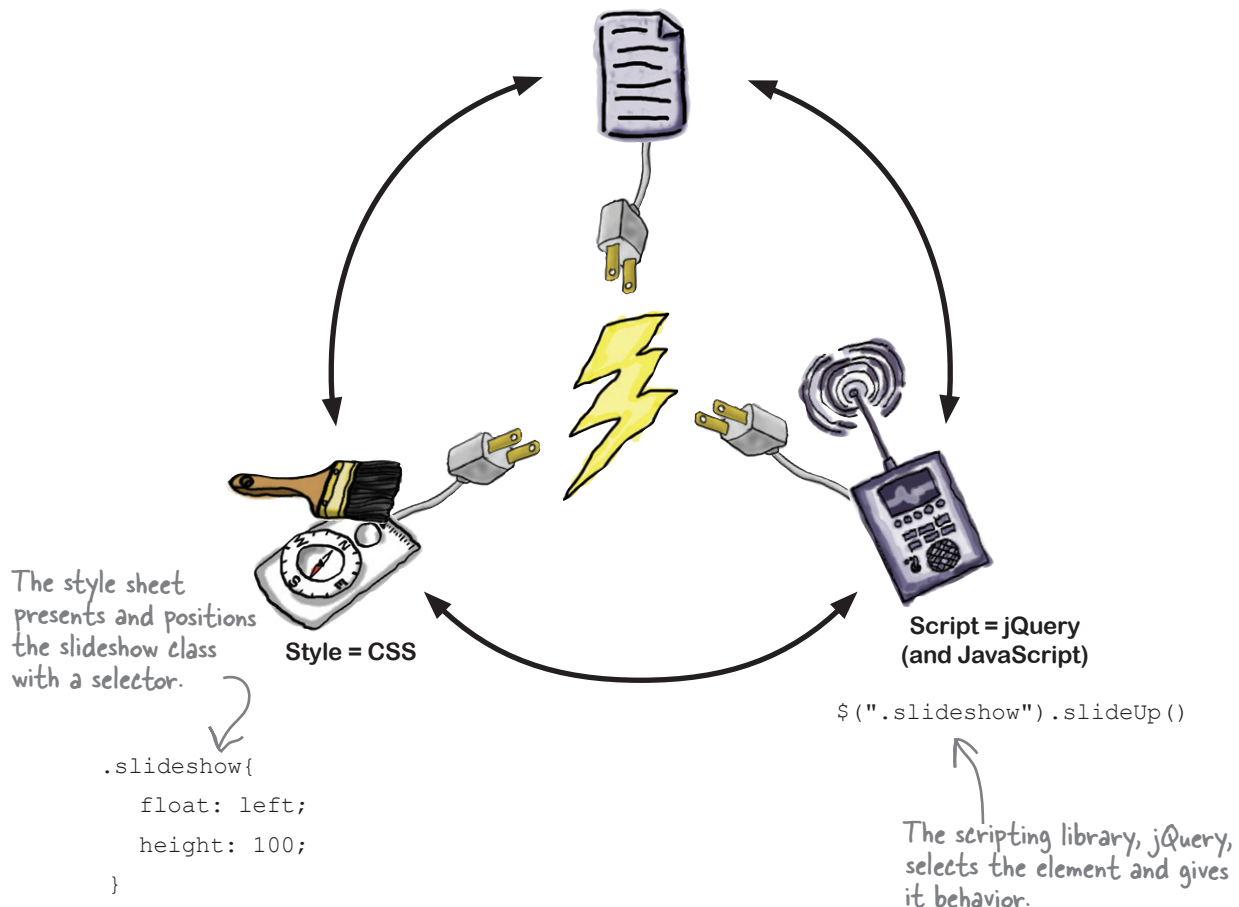 The style sheet
presents and positions
the slideshow class
with a selector.
Style = CSS
.slideshow{
float: left;
height: 100;
}
Script = jQuery
(and JavaScript)
$(".slideshow").slideUp()
The scripting library, jQuery,
selects the element and gives
it behavior.